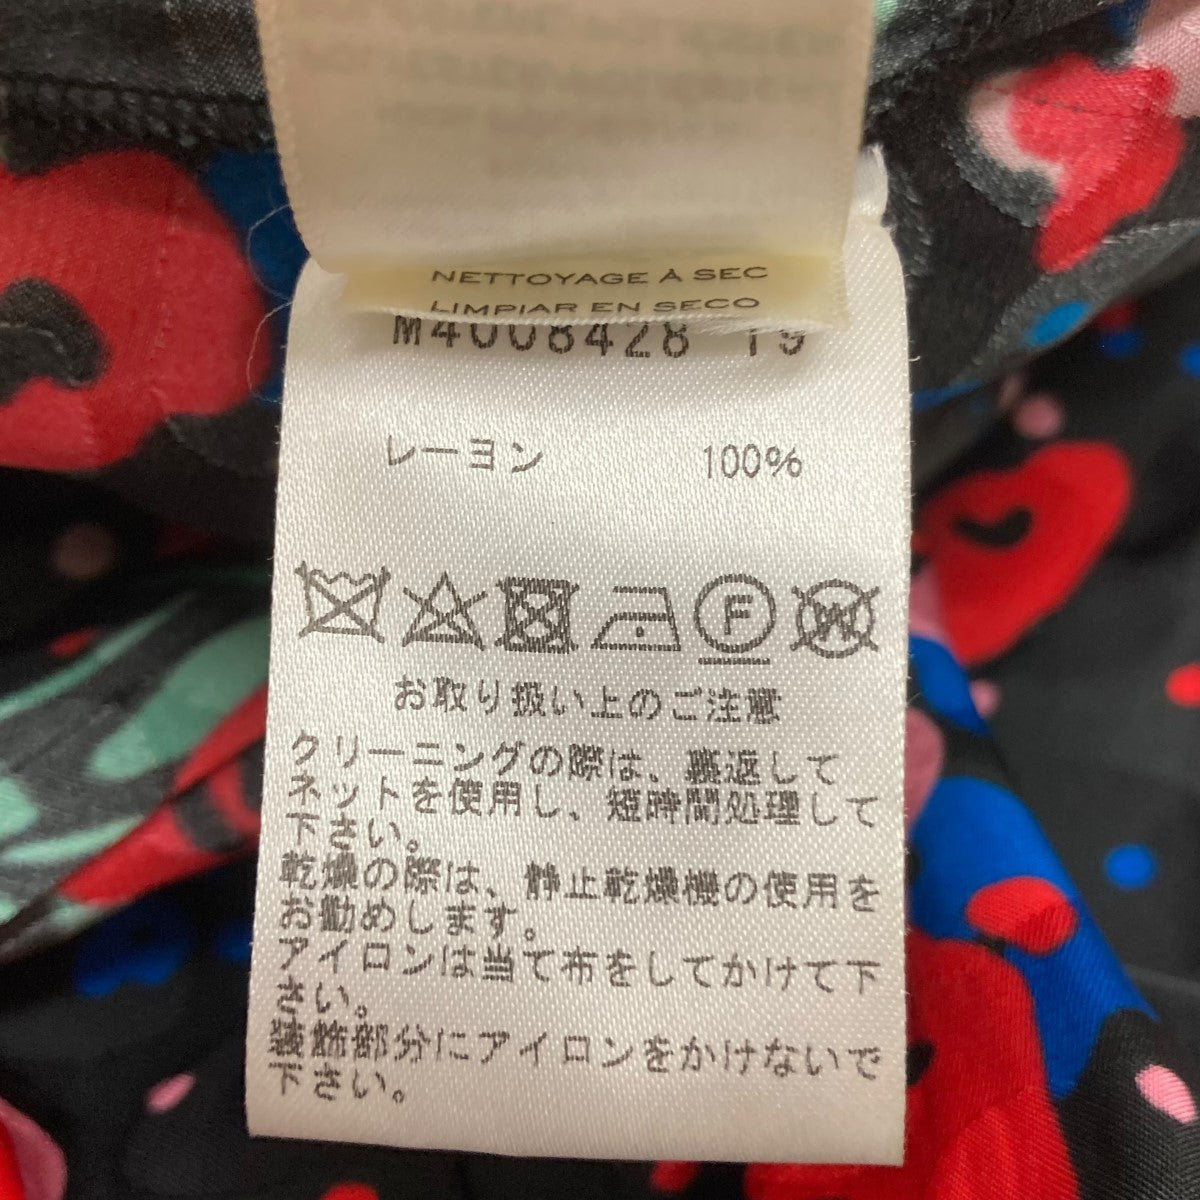 NETTOYAGE À SEC
LIMPIAR EN SECO
M4008428 19
レーヨン 100%
F
W
お取り扱い上のご注意
クリーニングの際は、裏返して
ネットを使用し、短時間処理して
下さい。
乾燥の際は、静止乾燥機の使用を
お勧めします。
アイロンは当て布をしてかけて下
さい。
装飾部分にアイロンをかけないで
下さい。